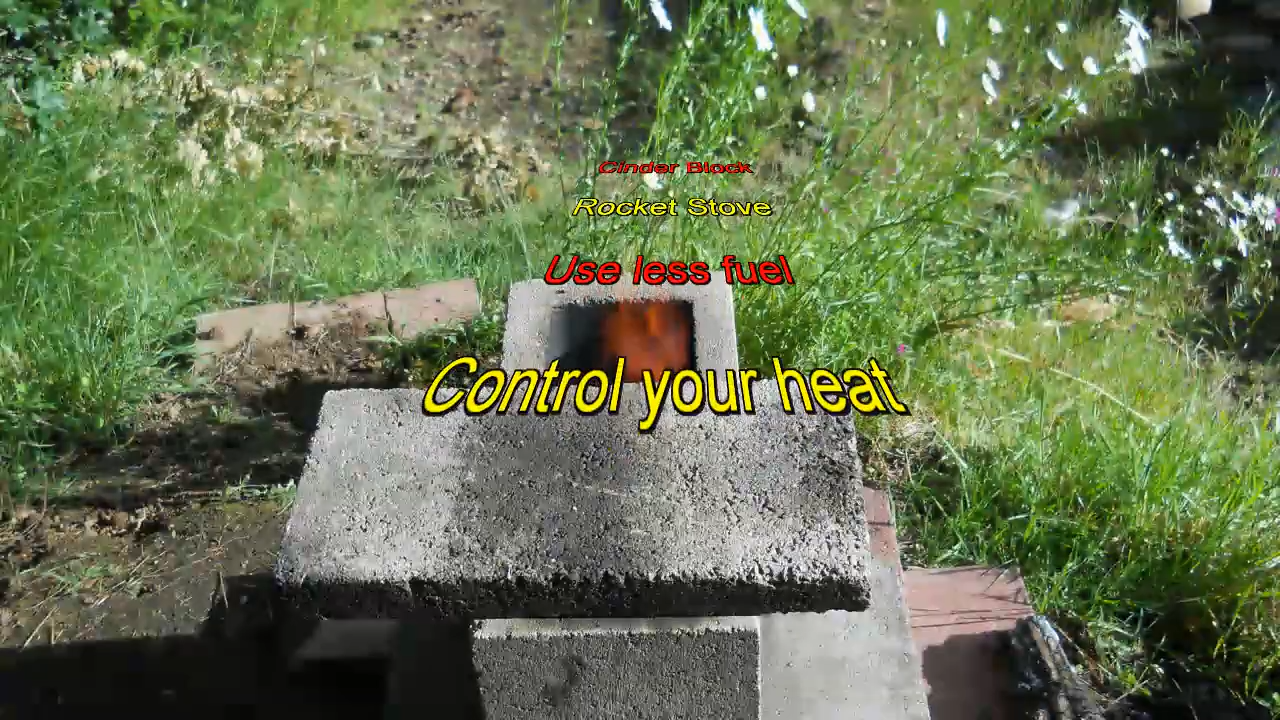 Cinder Block
Rocket Stove
Use less fuel
Control your heat